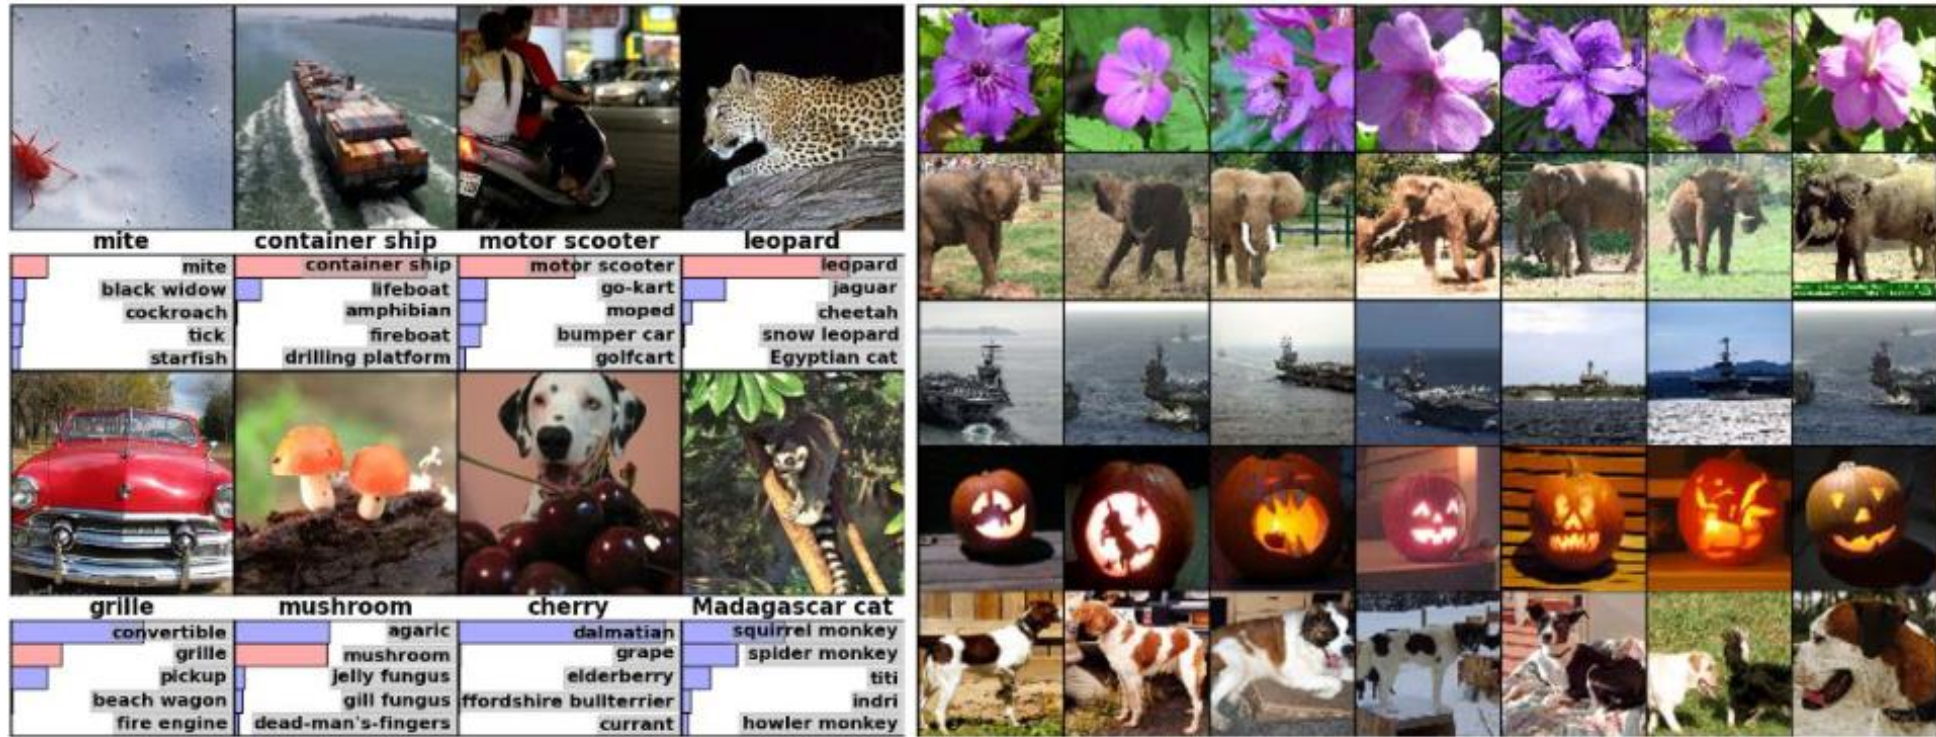 mite
container ship
motor scooter
leopard
mite
black widow
cockroach
tick
starfish
container ship
lifeboat
amphibian
fireboat
drilling platform
motor scooter
go-kart
moped
bumper car
golfcart
leopard
jaguar
cheetah
snow leopard
Egyptian cat
grille
mushroom
cherry
Madagascar cat
convertible
grille
pickup
beach wagon
fire engine
agaric
mushroom
jelly fungus
gill fungus
dead-man's-fingers
dalmatian
grape
elderberry
ffordshire bullterrier
currant
squirrel monkey
spider monkey
titi
indri
howler monkey